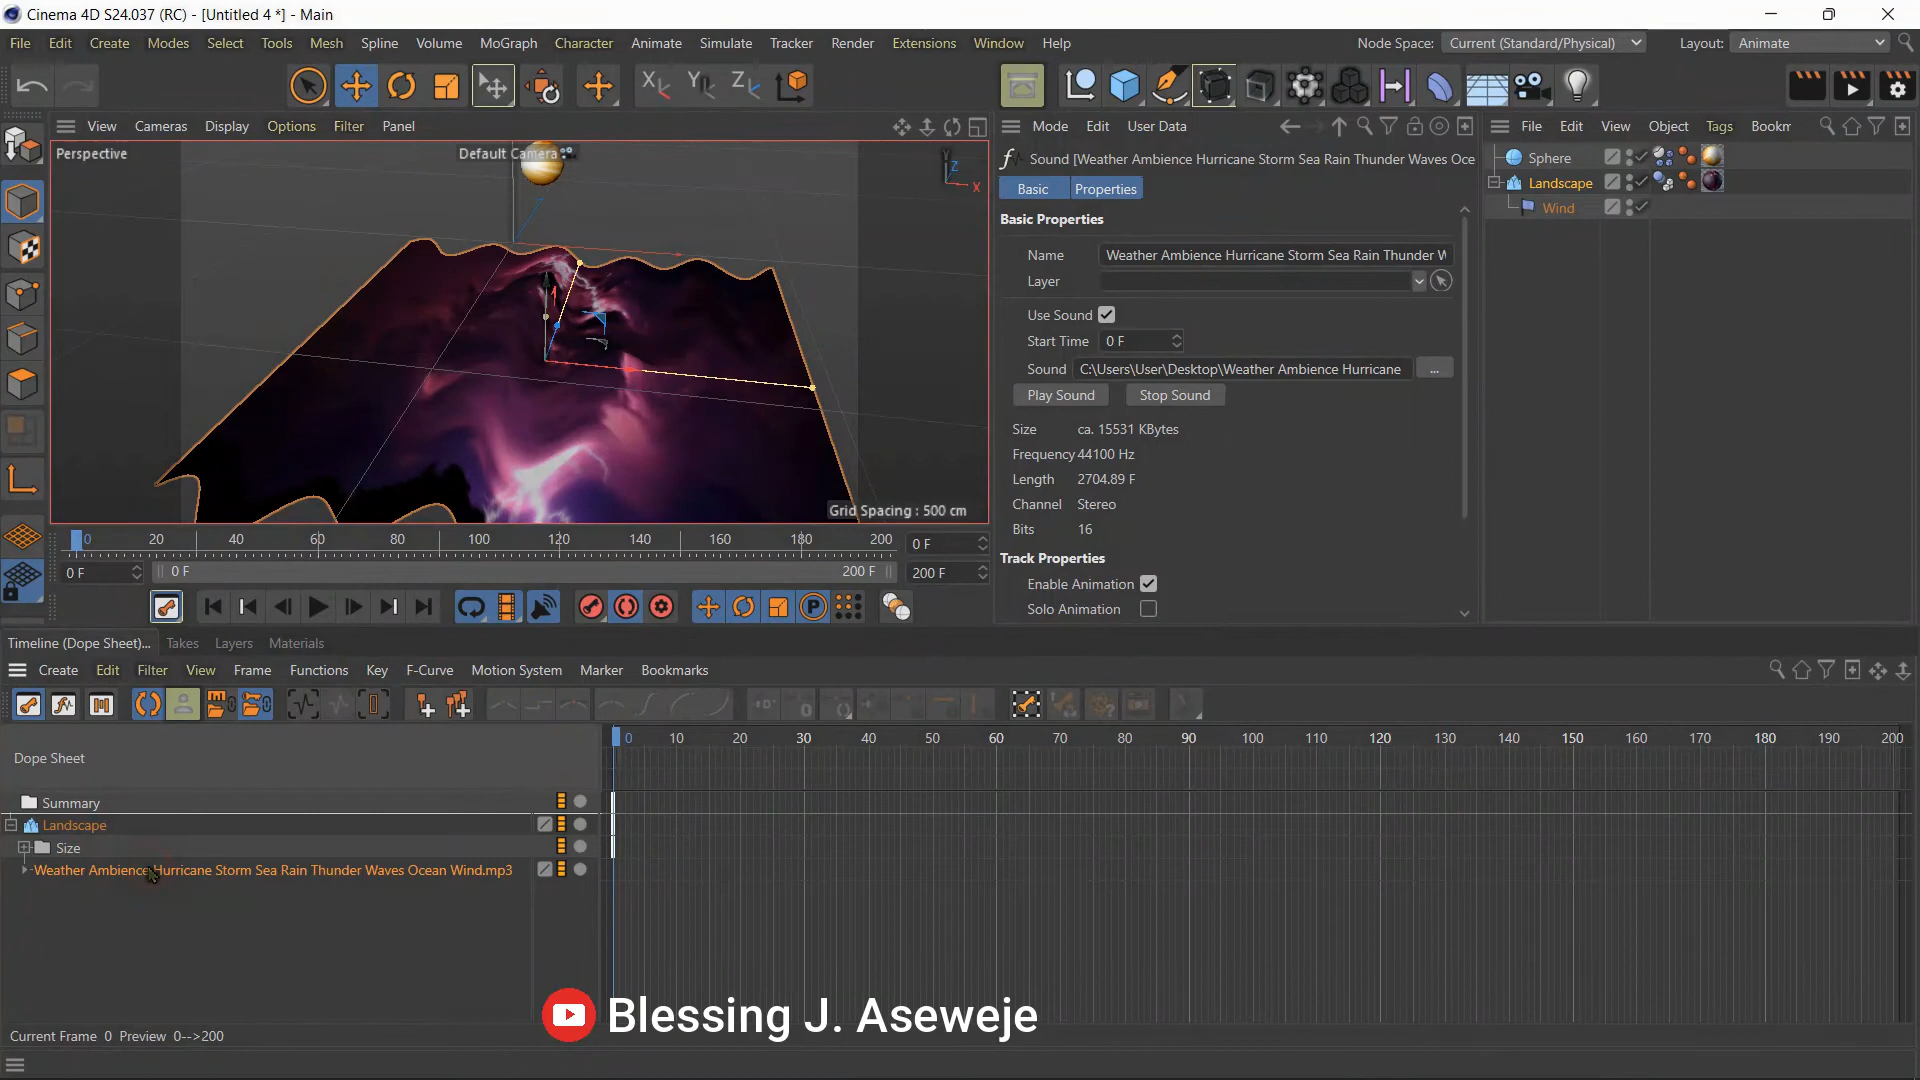 Cinema 4D S24.037 (RC) - [Untitled 4 *] - Main
File Edit Create Modes Select Tools Mesh Spline Volume MoGraph Character Animate Simulate Tracker Render Extensions Window Help
Node Space: Current (Standard/Physical) Layout: Animate
X Y Z
View Cameras Display Options Filter Panel
Mode Edit User Data
File Edit View Object Tags Bookm
Perspective
Default Camera
Y
Z
X
Sound [Weather Ambience Hurricane Storm Sea Rain Thunder Waves Oce
Sphere
Basic Properties
Landscape
Wind
Basic Properties
Name Weather Ambience Hurricane Storm Sea Rain Thunder W
Layer
Use Sound
Start Time 0 F
Sound C:\Users\User\Desktop\Weather Ambience Hurricane ...
Play Sound Stop Sound
Size ca. 15531 KBytes
Frequency 44100 Hz
Length 2704.89 F
Channel Stereo
Bits 16
Track Properties
Enable Animation
Solo Animation
Grid Spacing : 500 cm
0 20 40 60 80 100 120 140 160 180 200 0 F
0 F 0 F 200 F 200 F
P
Timeline (Dope Sheet)... Takes Layers Materials
Create Edit Filter View Frame Functions Key F-Curve Motion System Marker Bookmarks
0 10 20 30 40 50 60 70 80 90 100 110 120 130 140 150 160 170 180 190 200
Dope Sheet
Summary
Landscape
Size
Weather Ambience Hurricane Storm Sea Rain Thunder Waves Ocean Wind.mp3
Blessing J. Aseweje
Current Frame 0 Preview 0-->200